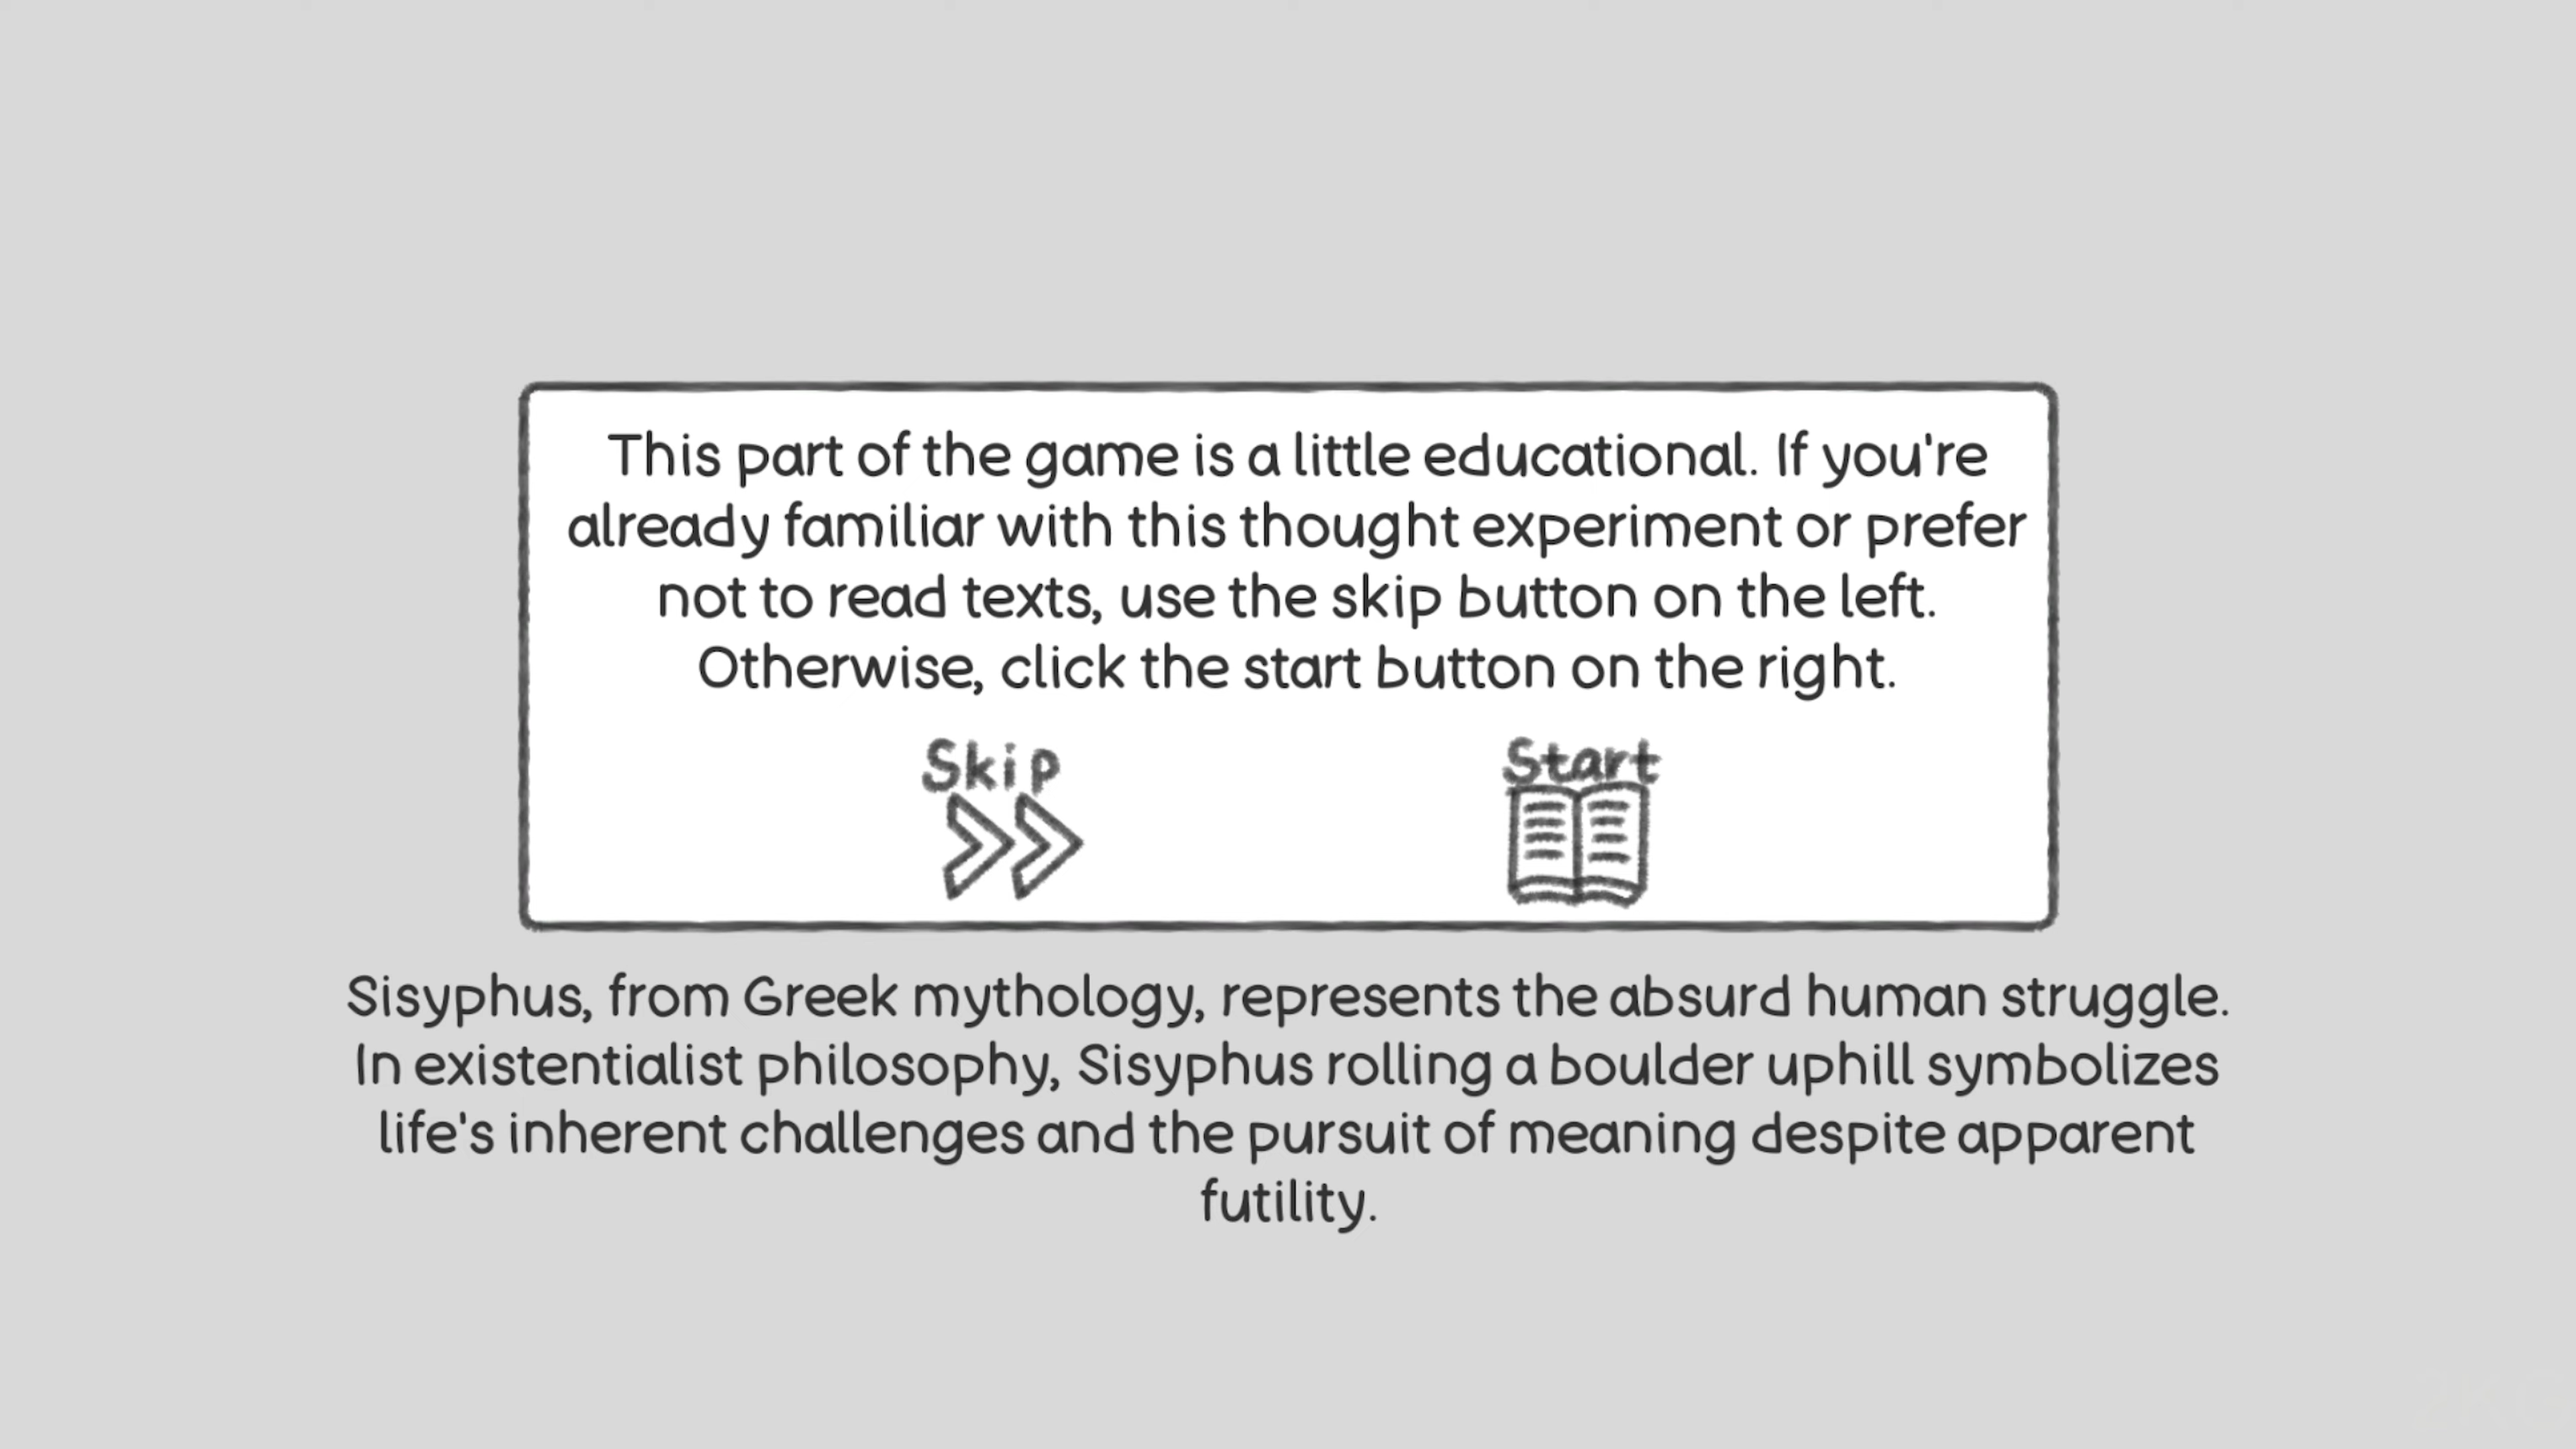 This part of the game is a little educational. If you're
already familiar with this thought experiment or prefer
not to read texts, use the skip button on the left.
Otherwise, click the start button on the right.
Skip
Start
Sisyphus, from Greek mythology, represents the absurd human struggle.
In existentialist philosophy, Sisyphus rolling a boulder uphill symbolizes
life's inherent challenges and the pursuit of meaning despite apparent
futility.